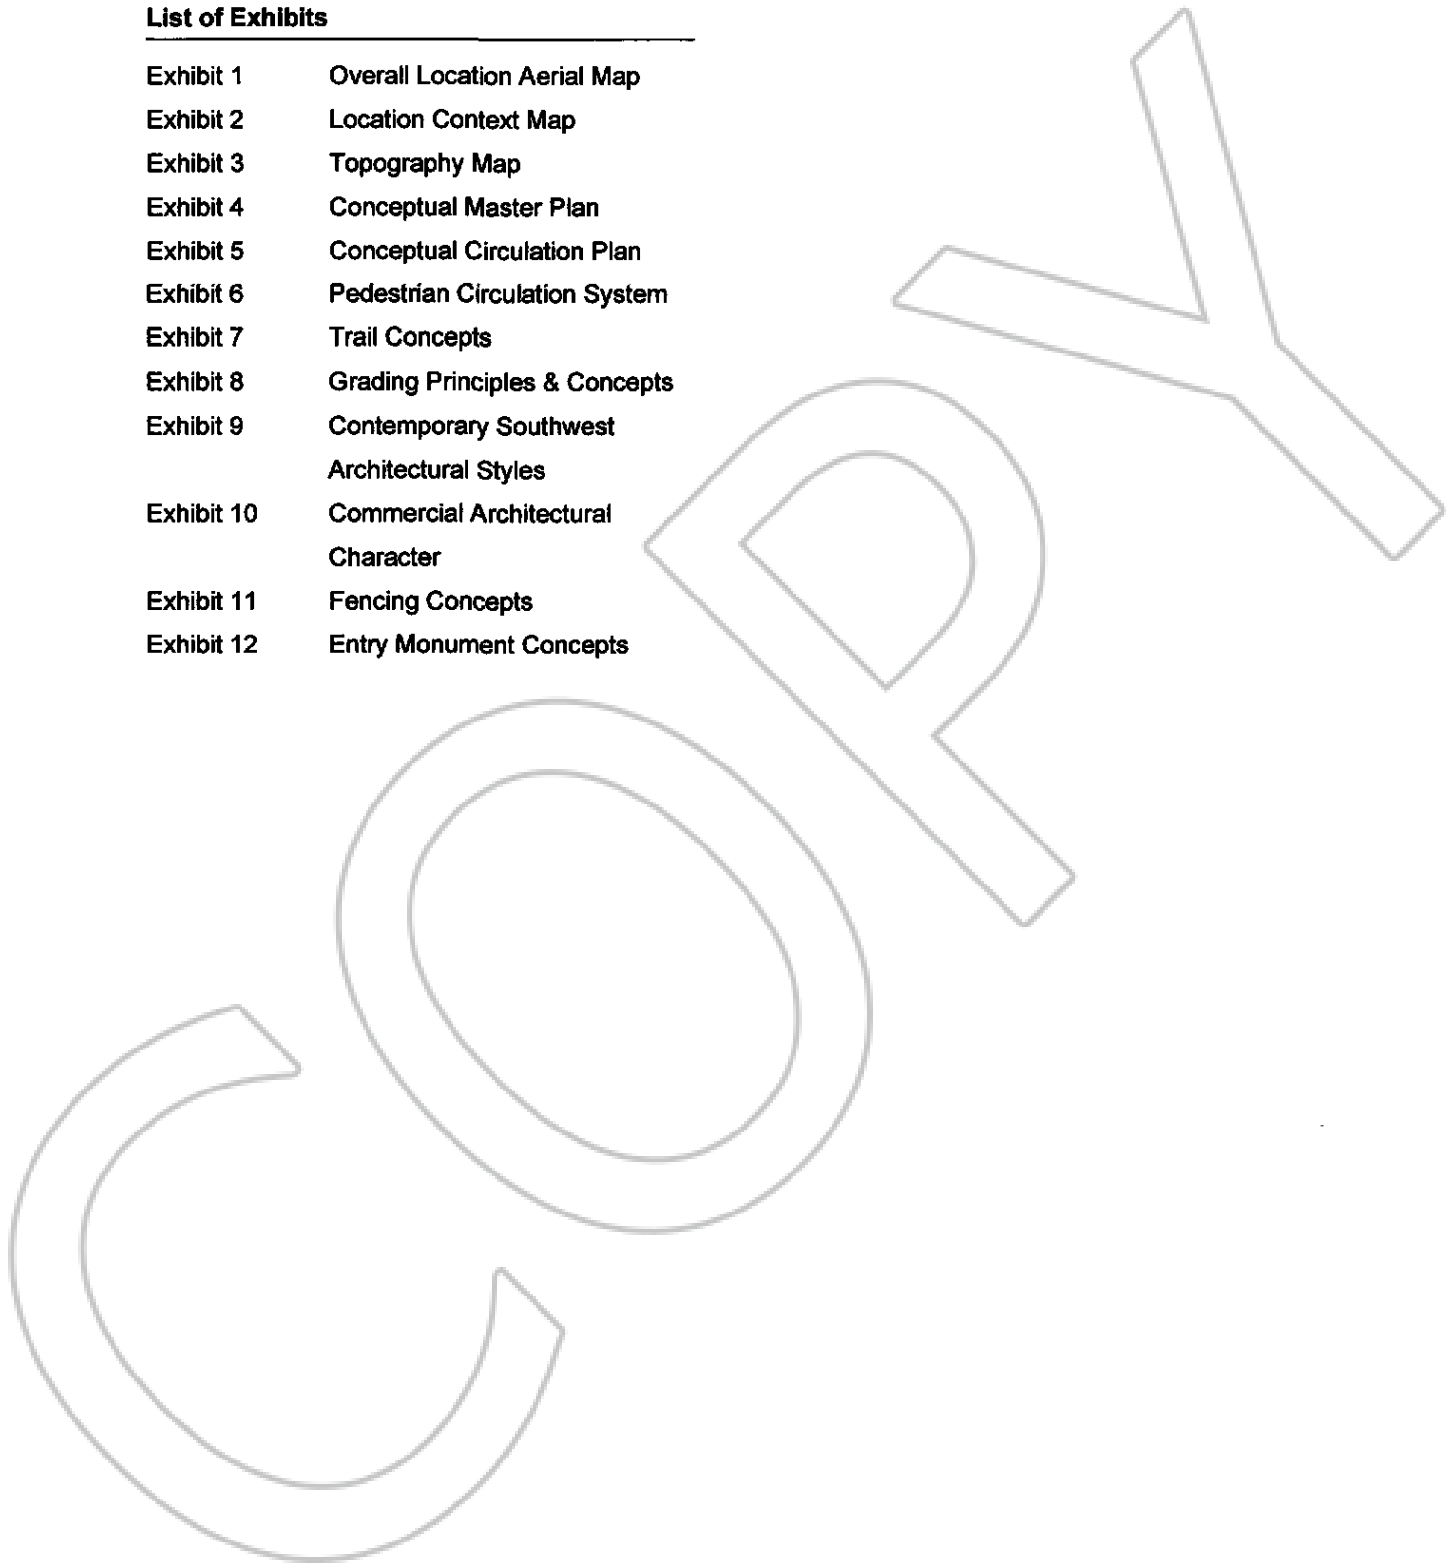 List of Exhibits
Exhibit 1 Overall Location Aerial Map
Exhibit 2 Location Context Map
Exhibit 3 Topography Map
Exhibit 4 Conceptual Master Plan
Exhibit 5 Conceptual Circulation Plan
Exhibit 6 Pedestrian Circulation System
Exhibit 7 Trail Concepts
Exhibit 8 Grading Principles & Concepts
Exhibit 9 Contemporary Southwest
Architectural Styles
Exhibit 10 Commercial Architectural
Character
Exhibit 11 Fencing Concepts
Exhibit 12 Entry Monument Concepts
COPY